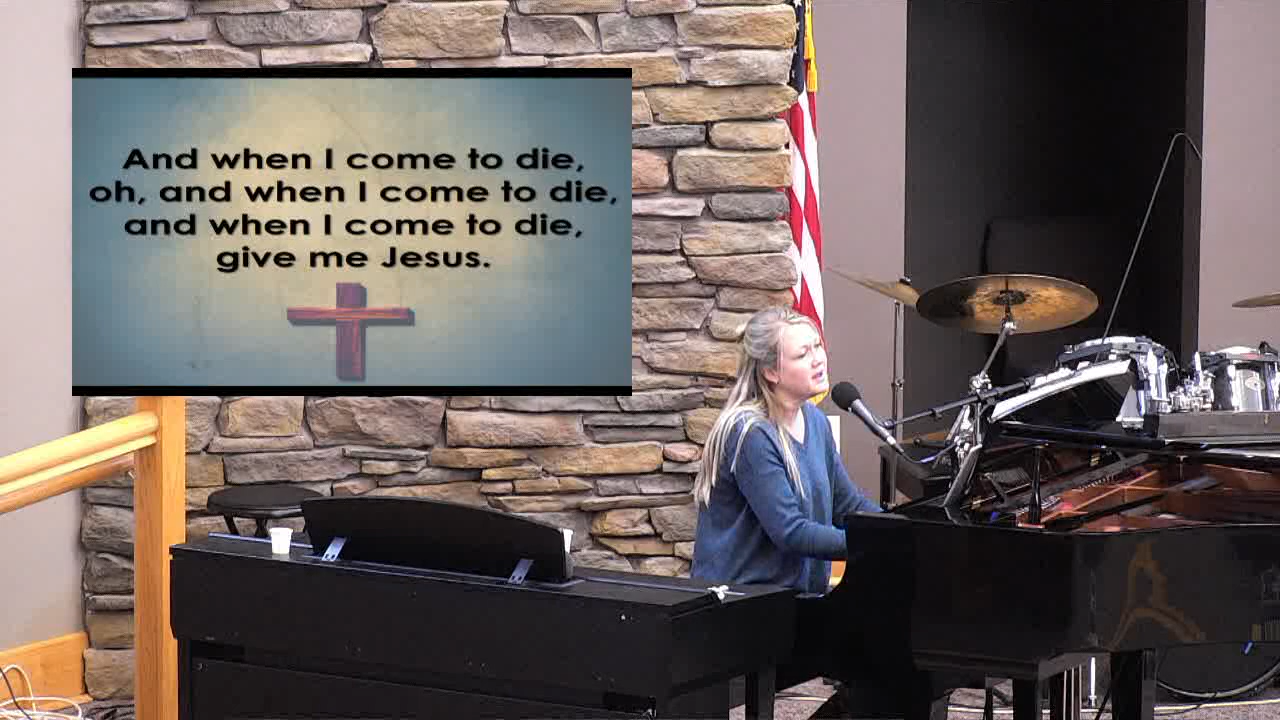 And when I come to die,
oh, and when I come to die,
and when I come to die,
give me Jesus.